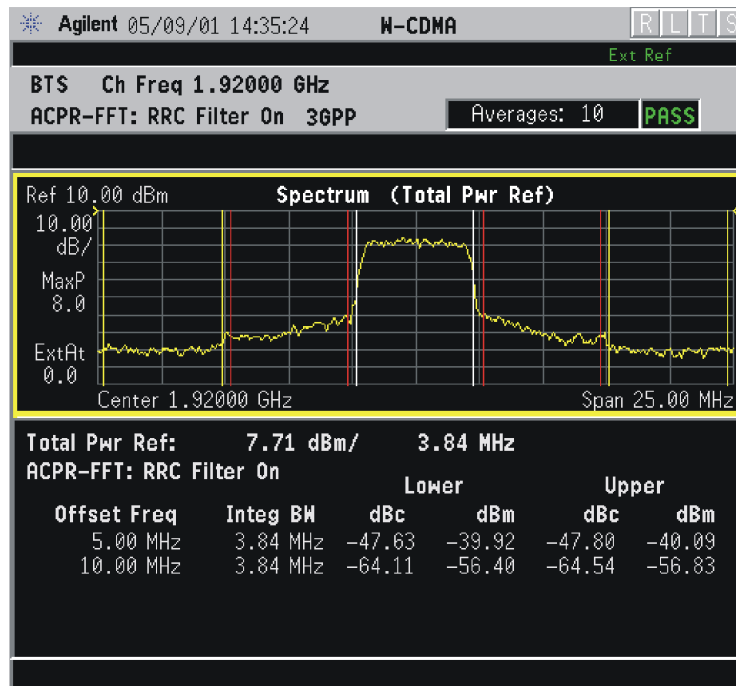 Agilent 05/09/01 14:35:24 W-CDMA R L T S
Ext Ref
BTS Ch Freq 1.92000 GHz
ACPR-FFT: RRC Filter On 3GPP Averages: 10 PASS
Ref 10.00 dBm Spectrum (Total Pwr Ref)
10.00
dB/
MaxP
8.0
ExtAt
0.0
Center 1.92000 GHz Span 25.00 MHz
Total Pwr Ref: 7.71 dBm/ 3.84 MHz
ACPR-FFT: RRC Filter On
Lower Upper
Offset Freq Integ BW dBc dBm dBc dBm
5.00 MHz 3.84 MHz -47.63 -39.92 -47.80 -40.09
10.00 MHz 3.84 MHz -64.11 -56.40 -64.54 -56.83